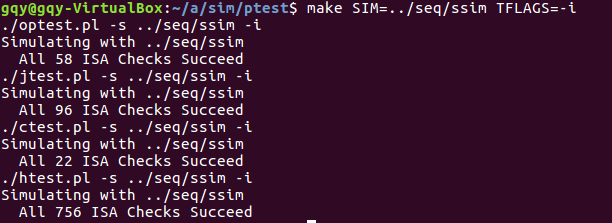 gqy@gqy-VirtualBox:~/a/sim/ptest$ make SIM=../seq/ssim TFLAGS=-i
./optest.pl -s ../seq/ssim -i
Simulating with ../seq/ssim
  All 58 ISA Checks Succeed
./jtest.pl -s ../seq/ssim -i
Simulating with ../seq/ssim
  All 96 ISA Checks Succeed
./ctest.pl -s ../seq/ssim -i
Simulating with ../seq/ssim
  All 22 ISA Checks Succeed
./htest.pl -s ../seq/ssim -i
Simulating with ../seq/ssim
  All 756 ISA Checks Succeed